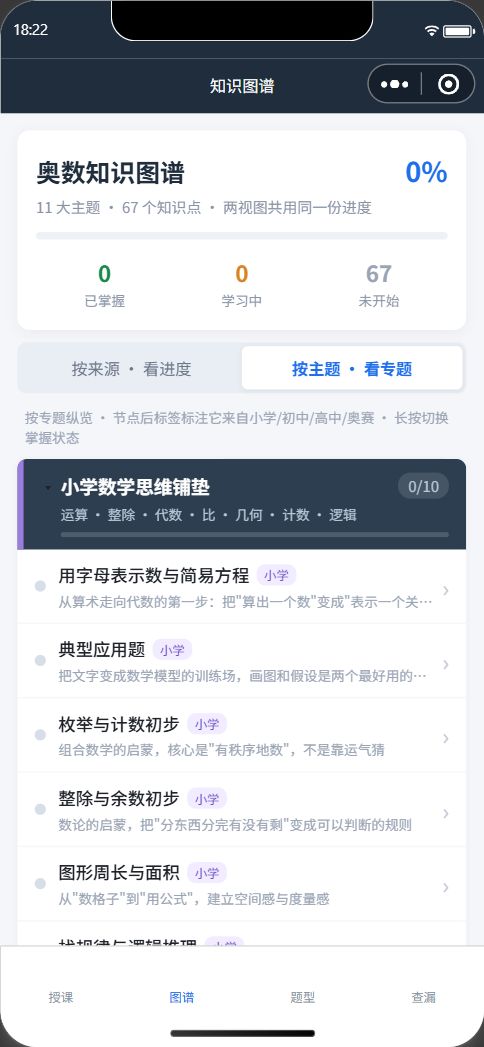 18:22
知识图谱
奥数知识图谱
0%
11 大主题 · 67 个知识点 · 两视图共用同一份进度
0
0
67
已掌握
学习中
未开始
按来源 · 看进度
按主题 · 看专题
按专题纵览 · 节点后标签标注它来自小学/初中/高中/奥赛 · 长按切换
掌握状态
小学数学思维铺垫
0/10
运算 · 整除 · 代数 · 比 · 几何 · 计数 · 逻辑
用字母表示数与简易方程 小学
从算术走向代数的第一步：把"算出一个数"变成"表示一个关…
典型应用题 小学
把文字变成数学模型的训练场，画图和假设是两个最好用的…
枚举与计数初步 小学
组合数学的启蒙，核心是"有秩序地数"，不是靠运气猜
整除与余数初步 小学
数论的启蒙，把"分东西分完有没有剩"变成可以判断的规则
图形周长与面积 小学
从"数格子"到"用公式"，建立空间感与度量感
找规律与逻辑推理 小学
授课
图谱
题型
查漏